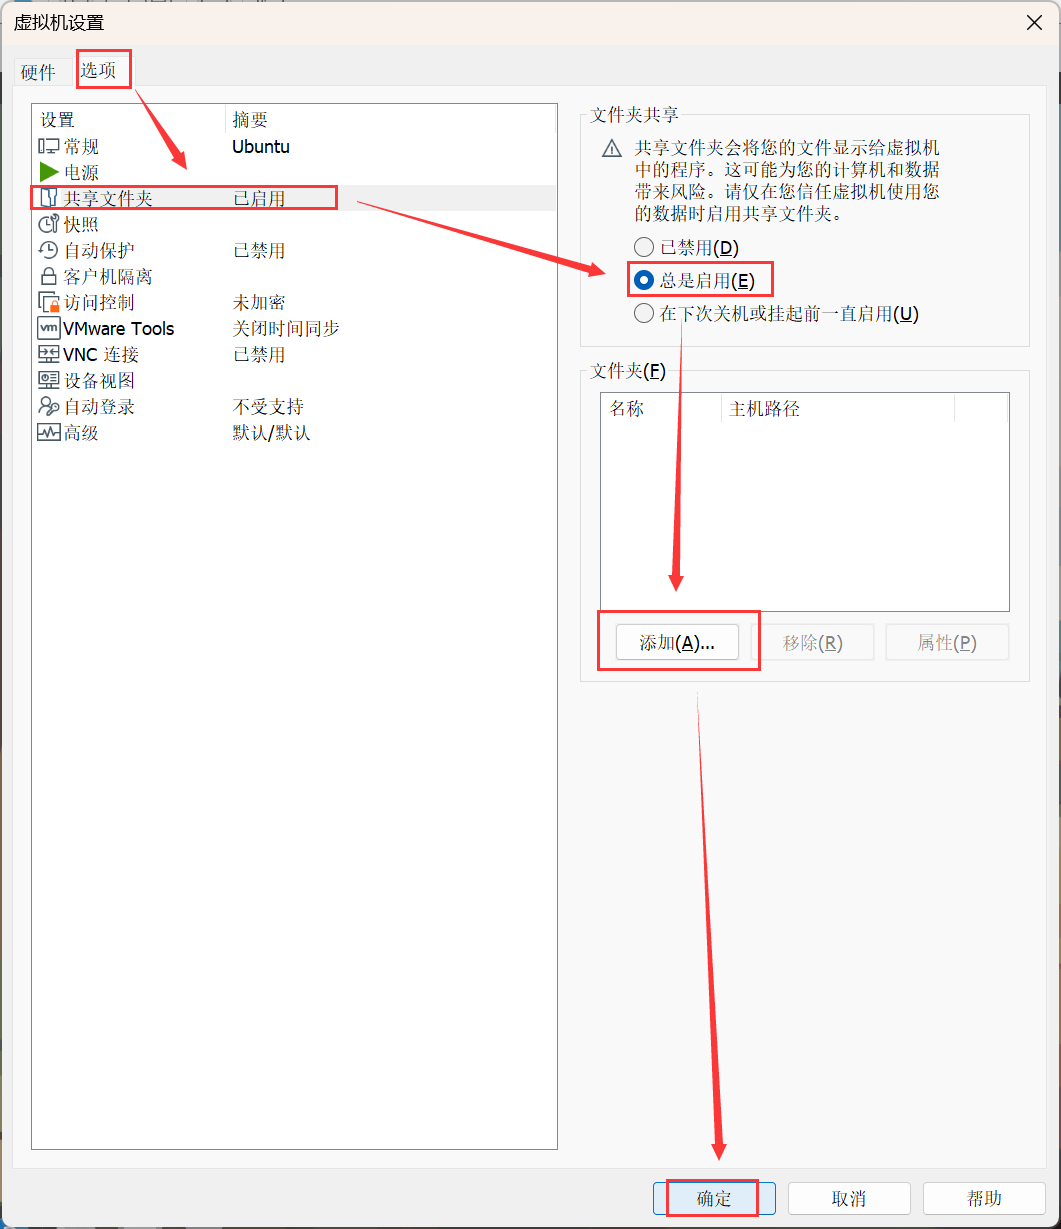 虚拟机设置
硬件 选项
设置 摘要
常规 Ubuntu
电源
共享文件夹 已启用
快照
自动保护 已禁用
客户机隔离
访问控制 未加密
VMware Tools 关闭时间同步
VNC 连接 已禁用
设备视图
自动登录 不受支持
高级 默认/默认
文件夹共享
共享文件夹会将您的文件显示给虚拟机
中的程序。这可能为您的计算机和数据
带来风险。请仅在您信任虚拟机使用您
的数据时启用共享文件夹。
已禁用(D)
总是启用(E)
在下次关机或挂起前一直启用(U)
文件夹(F)
名称 主机路径
添加(A)... 移除(R) 属性(P)
确定 取消 帮助